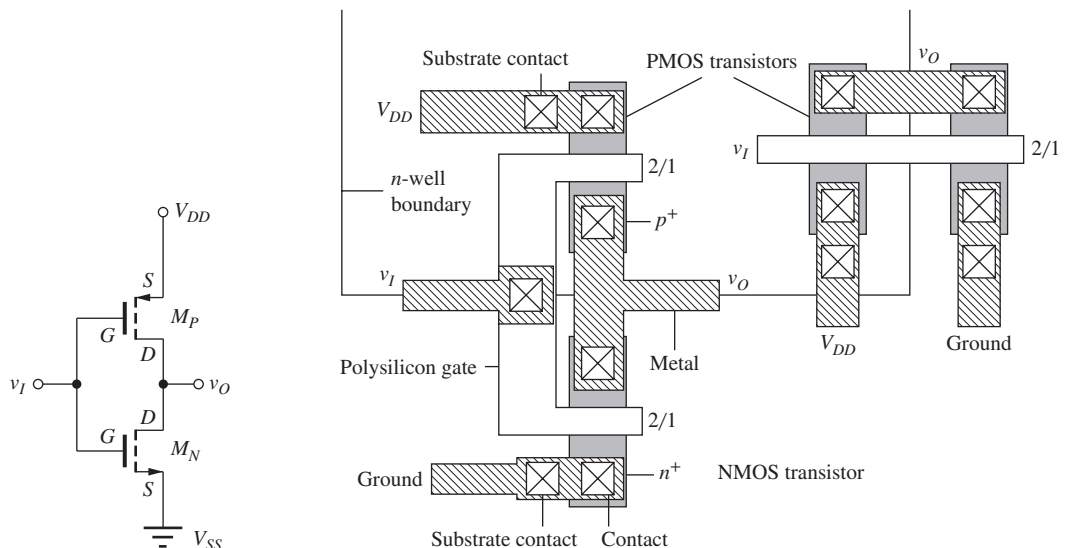 V_DD
S
G
M_P
D
v_I
v_O
D
G
M_N
S
V_SS
Substrate contact
V_DD
PMOS transistors
2/1
n-well
boundary
p⁺
v_I
v_O
Polysilicon gate
Metal
2/1
Ground
n⁺
NMOS transistor
Substrate contact
Contact
v_O
v_I
2/1
V_DD
Ground